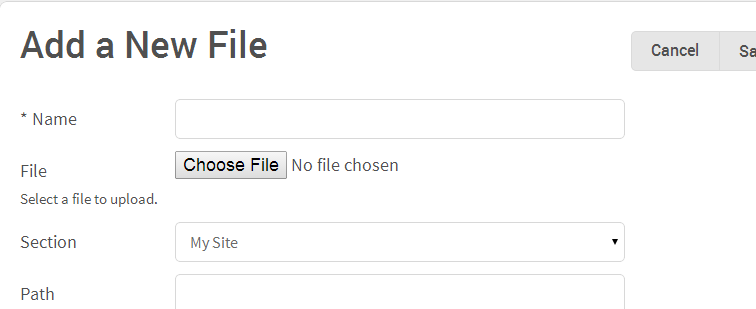 Add a New File
Cancel Sa
* Name
File Choose File No file chosen
Select a file to upload.
Section My Site
Path